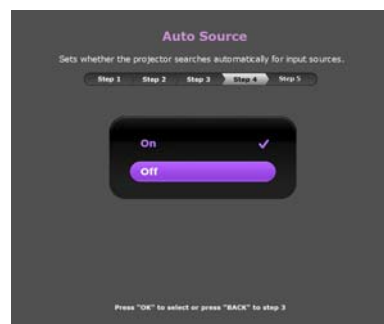 Auto Source
Sets whether the projector searches automatically for input sources.
Step 1 Step 2 Step 3 Step 4 Step 5
On
Off
Press "OK" to select or press "BACK" to step 3